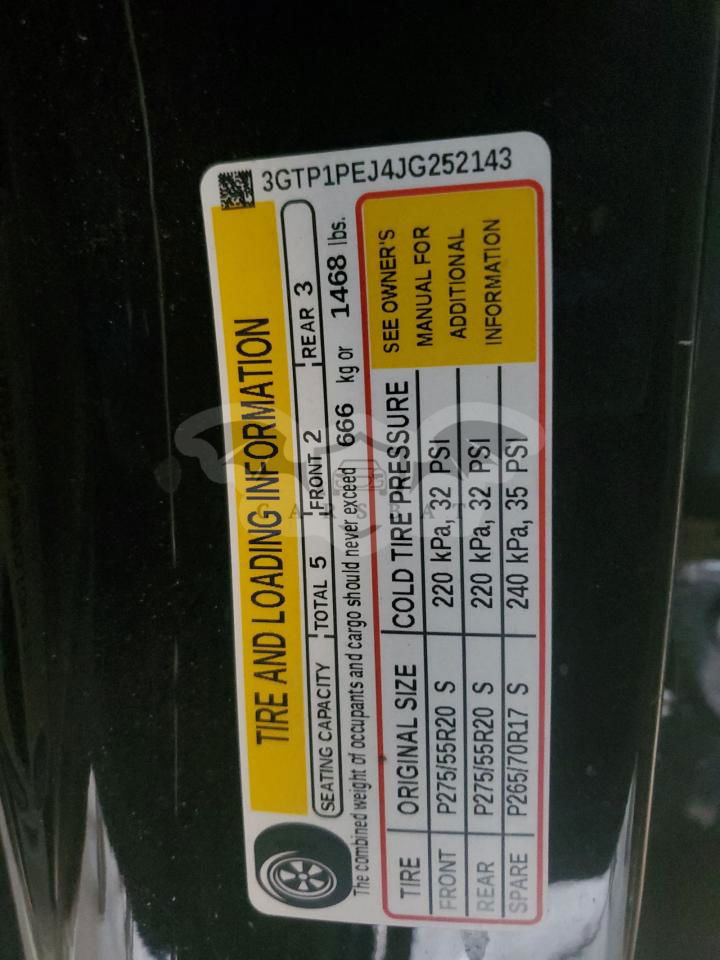 3GTP1PEJ4JG252143
TIRE AND LOADING INFORMATION
SEATING CAPACITY TOTAL 5 FRONT 2 REAR 3
The combined weight of occupants and cargo should never exceed 666 kg or 1468 lbs.
TIRE ORIGINAL SIZE COLD TIRE PRESSURE
FRONT P275/55R20 S 220 kPa, 32 PSI
REAR P275/55R20 S 220 kPa, 32 PSI
SPARE P265/70R17 S 240 kPa, 35 PSI
SEE OWNER'S
MANUAL FOR
ADDITIONAL
INFORMATION